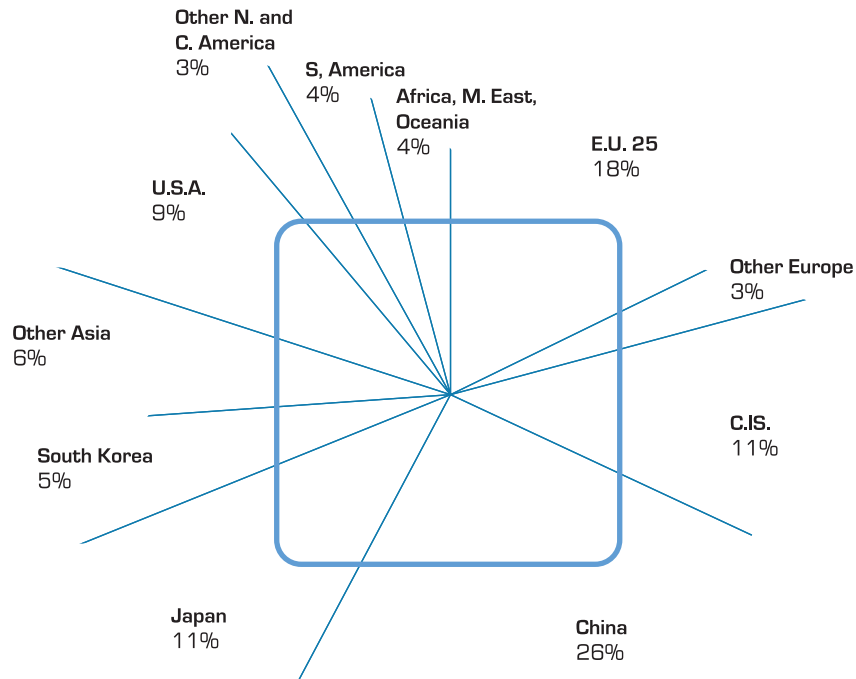 Other N. and
C. America
3%
S, America
4%
Africa, M. East,
Oceania
4%
E.U. 25
18%
U.S.A.
9%
Other Europe
3%
Other Asia
6%
C.IS.
11%
South Korea
5%
Japan
11%
China
26%